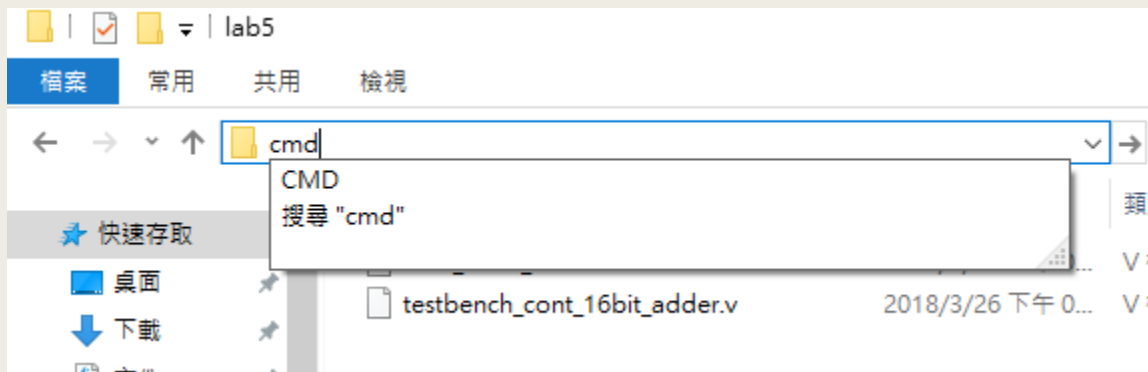 lab5
檔案 常用 共用 檢視
cmd
CMD
搜尋 "cmd"
類
快速存取
桌面
testbench_cont_16bit_adder.v 2018/3/26 下午 0... V
下載